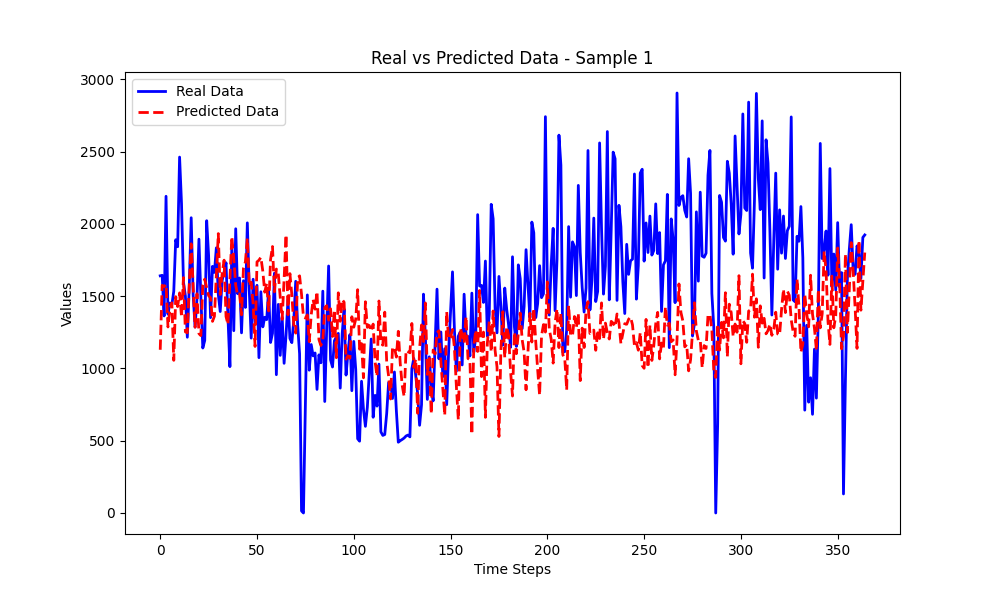 Real vs Predicted Data - Sample 1
Real Data
Predicted Data
3000
2500
2000
1500
1000
500
0
Values
0 50 100 150 200 250 300 350
Time Steps